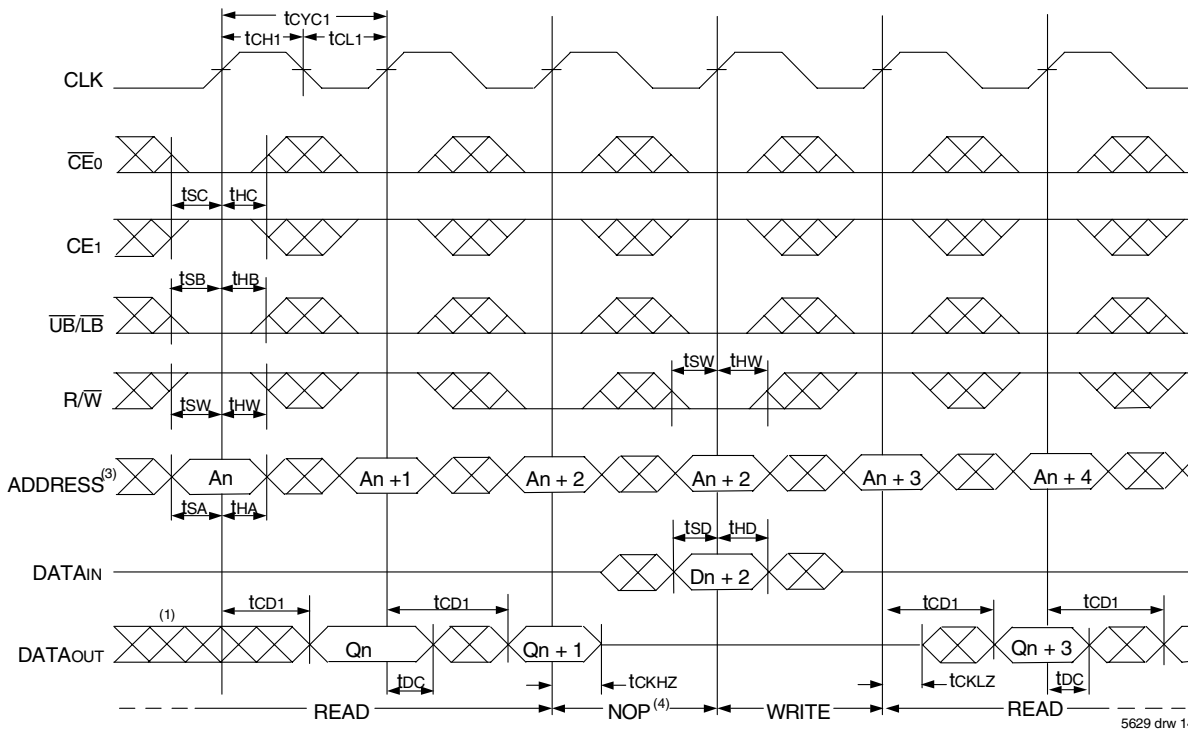 tCYC1
tCH1 tCL1
CLK
CE0
tSC tHC
CE1
tSB tHB
UB/LB
tSW tHW
R/W
tSW tHW
ADDRESS(3) An An +1 An + 2 An + 2 An + 3 An + 4
tSA tHA
tSD tHD
DATAIN Dn + 2
(1) tCD1 tCD1 tCD1 tCD1
DATAOUT Qn Qn + 1 Qn + 3
tDC tCKHZ tCKLZ tDC
READ NOP(4) WRITE READ